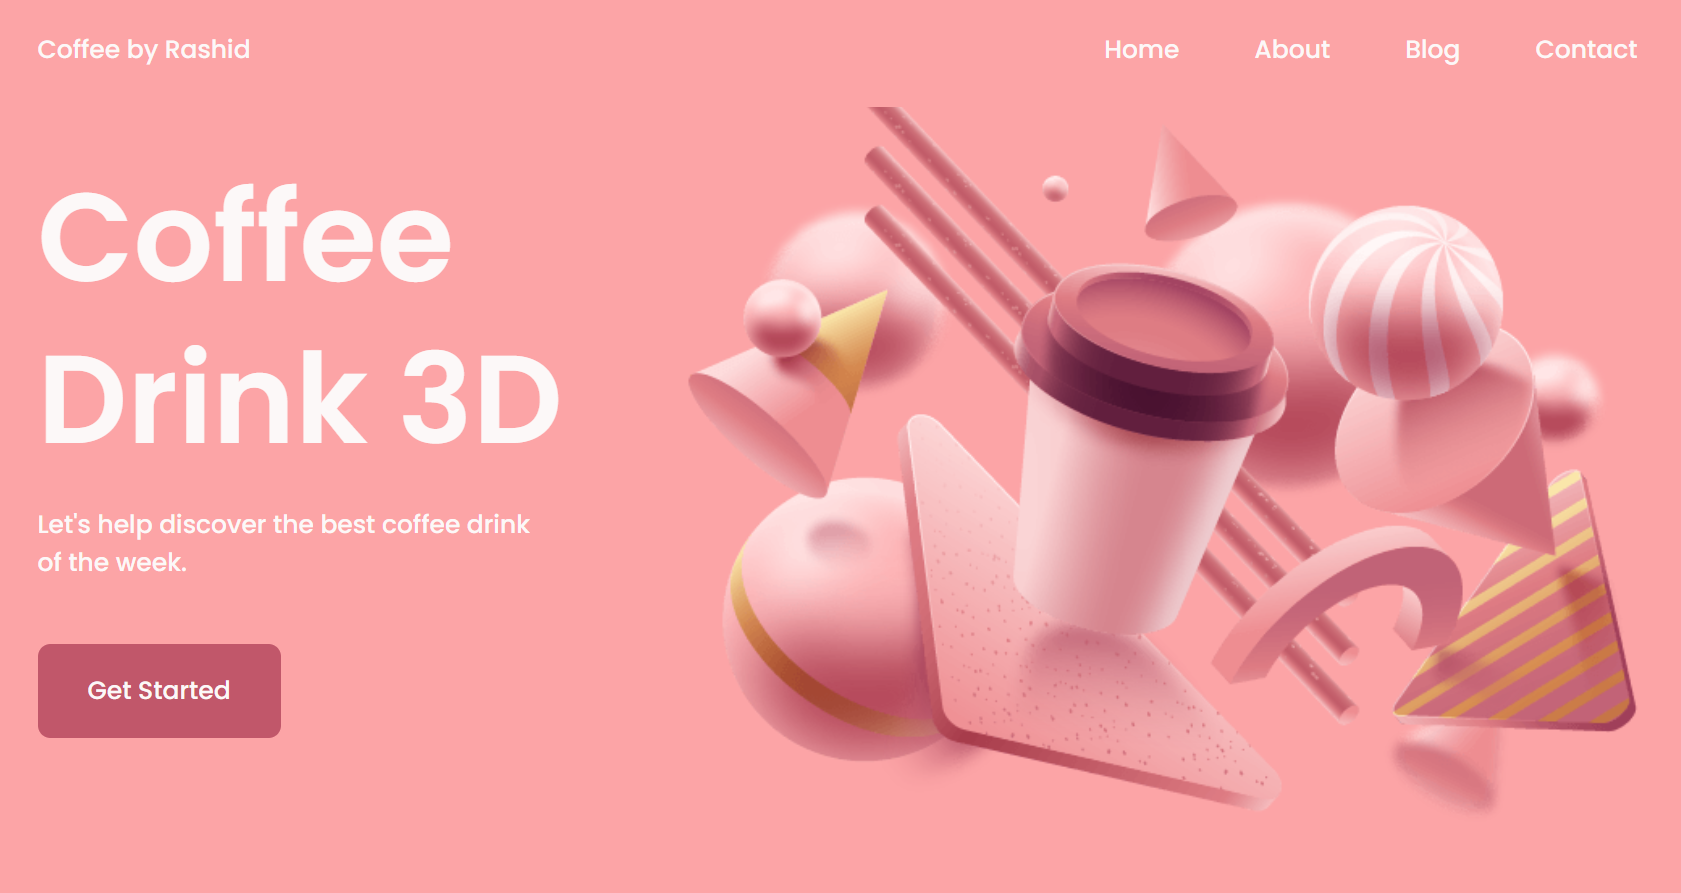 Coffee by Rashid
Home About Blog Contact
Coffee
Drink 3D
Let's help discover the best coffee drink
of the week.
Get Started